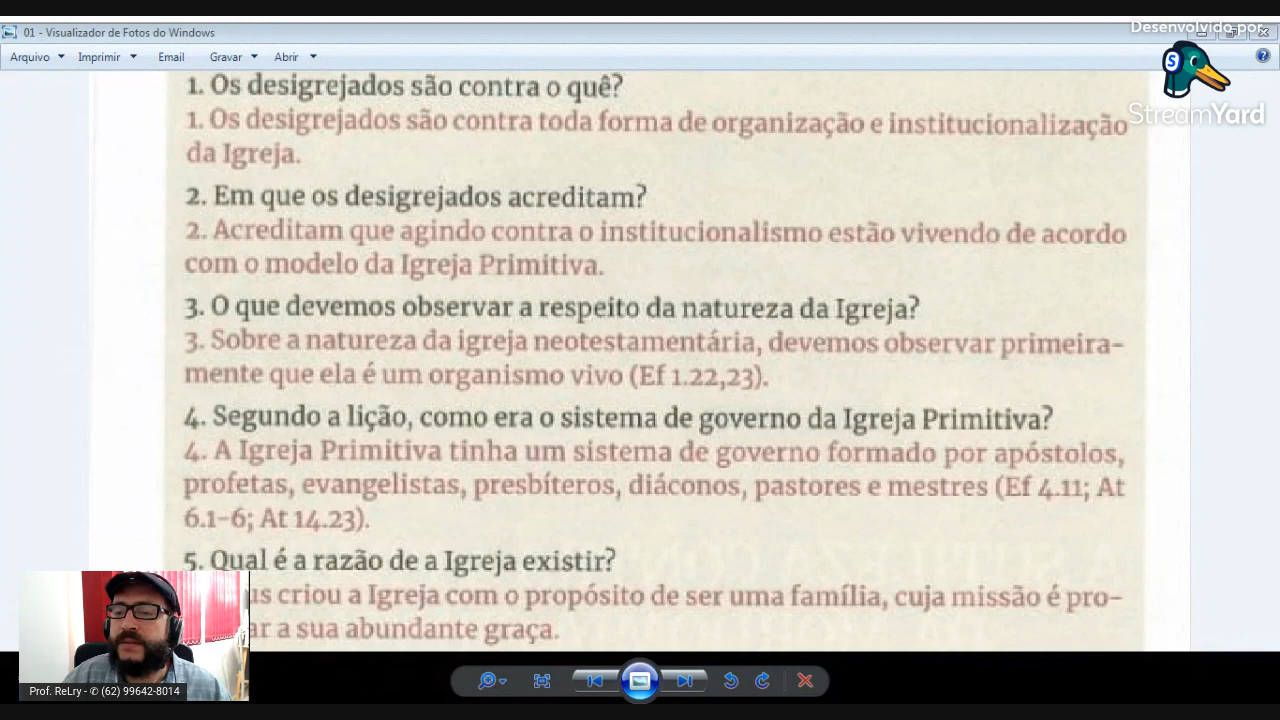 01 - Visualizador de Fotos do Windows
Desenvolvido por
Arquivo Imprimir Email Gravar Abrir
StreamYard
1. Os desigrejados são contra o quê?
1. Os desigrejados são contra toda forma de organização e institucionalização
da Igreja.
2. Em que os desigrejados acreditam?
2. Acreditam que agindo contra o institucionalismo estão vivendo de acordo
com o modelo da Igreja Primitiva.
3. O que devemos observar a respeito da natureza da Igreja?
3. Sobre a natureza da igreja neotestamentária, devemos observar primeira-
mente que ela é um organismo vivo (Ef 1.22,23).
4. Segundo a lição, como era o sistema de governo da Igreja Primitiva?
4. A Igreja Primitiva tinha um sistema de governo formado por apóstolos,
profetas, evangelistas, presbíteros, diáconos, pastores e mestres (Ef 4.11; At
6.1-6; At 14.23).
5. Qual é a razão de a Igreja existir?
us criou a Igreja com o propósito de ser uma família, cuja missão é pro-
ar a sua abundante graça.
Prof. ReLry - ✆ (62) 99642-8014